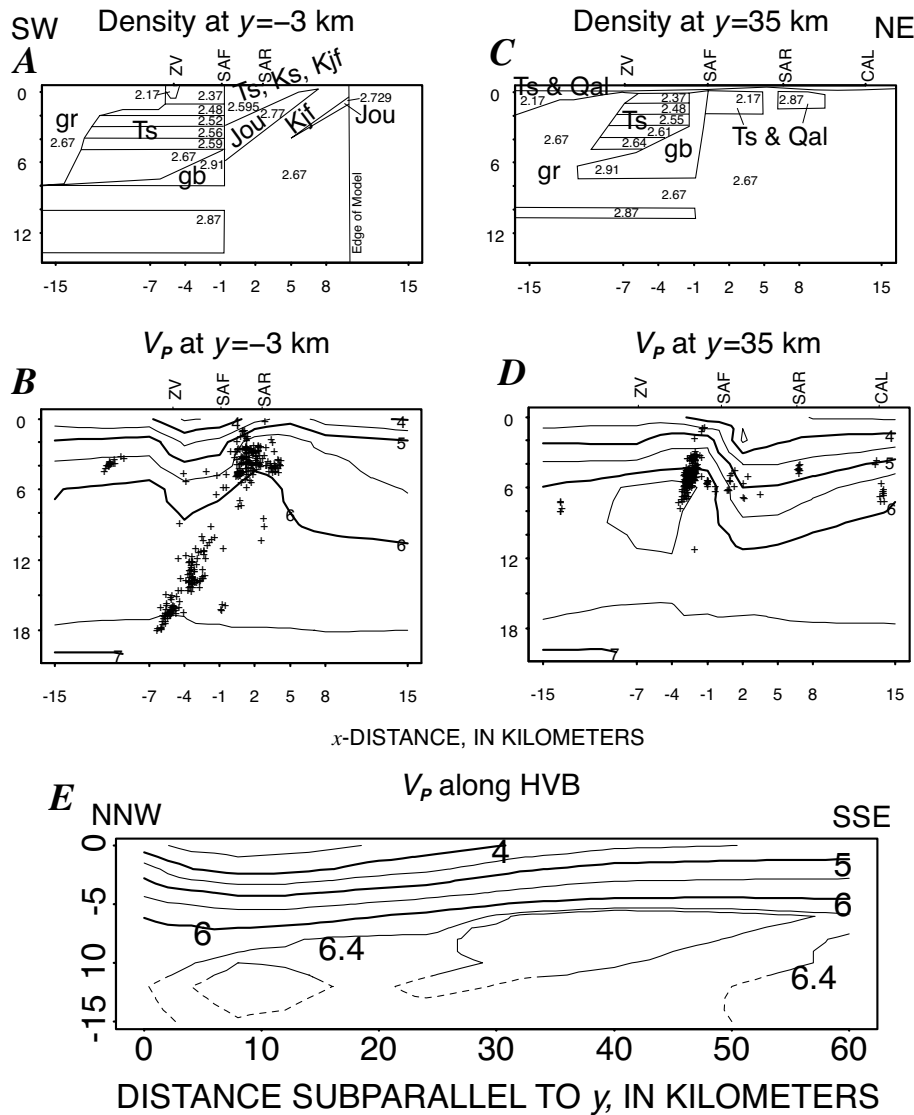 SW
Density at y=−3 km
Density at y=35 km
NE
A
ZV
SAF
SAR
Ts, Ks, Kjf
0
6
12
2.17
2.37
2.48
2.52
2.56
2.59
2.595
2.77
2.729
gr
Ts
Jou
Kjf
Jou
2.67
2.67
2.91
gb
2.67
2.87
Edge of Model
-15 -7 -4 -1 2 5 8 15
C
ZV
SAF
SAR
CAL
Ts & Qal
0
6
12
2.17
2.37
2.48
2.55
2.61
2.64
2.17
2.87
Ts
Ts & Qal
2.67
gb
gr
2.91
2.67
2.67
2.87
-15 -7 -4 -1 2 5 8 15
VP at y=−3 km
B
ZV
SAF
SAR
0
6
12
18
4
4
5
6
6
7
-15 -7 -4 -1 2 5 8 15
VP at y=35 km
D
ZV
SAF
SAR
CAL
0
6
12
18
4
5
6
7
-15 -7 -4 -1 2 5 8 15
x-DISTANCE, IN KILOMETERS
E
VP along HVB
NNW
SSE
0
-5
-10
-15
4
5
6
6
6.4
6.4
0 10 20 30 40 50 60
DISTANCE SUBPARALLEL TO y, IN KILOMETERS